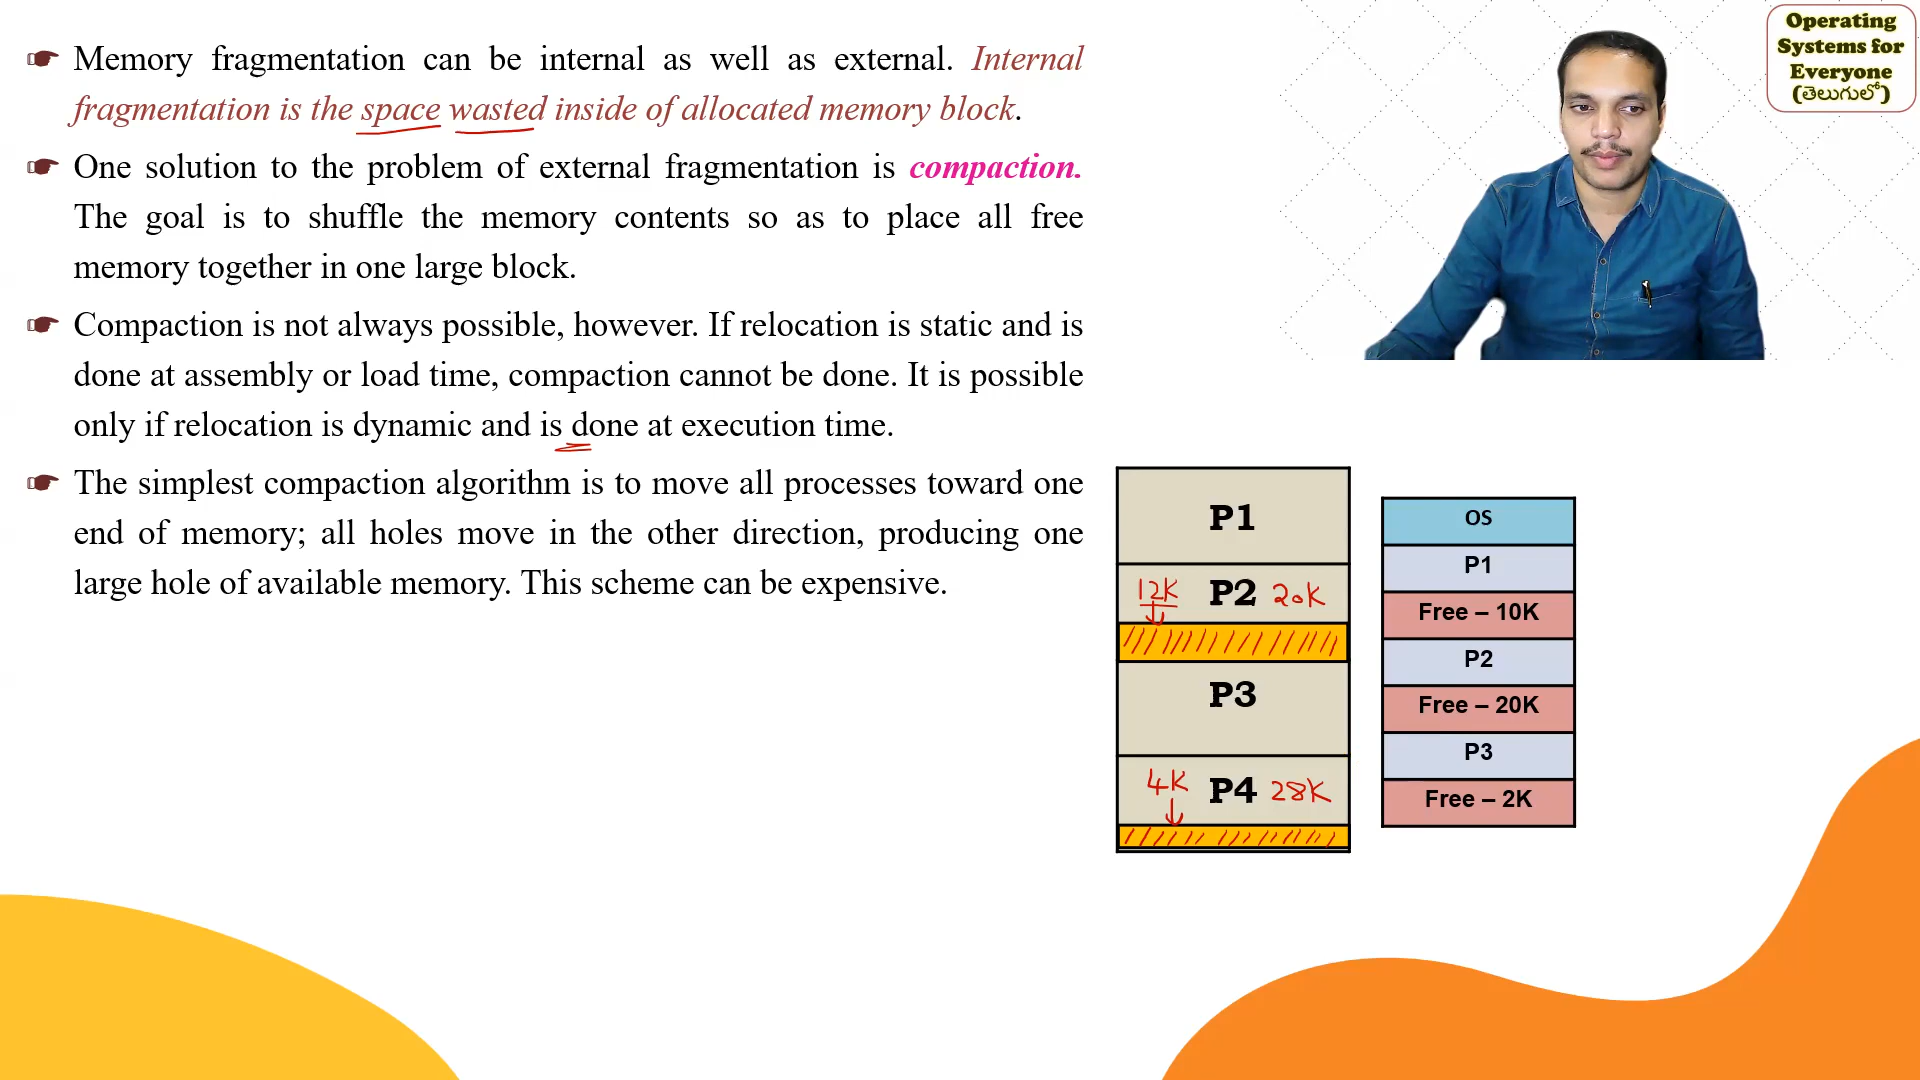 Memory fragmentation can be internal as well as external. Internal
fragmentation is the space wasted inside of allocated memory block.
One solution to the problem of external fragmentation is compaction.
The goal is to shuffle the memory contents so as to place all free
memory together in one large block.
Compaction is not always possible, however. If relocation is static and is
done at assembly or load time, compaction cannot be done. It is possible
only if relocation is dynamic and is done at execution time.
The simplest compaction algorithm is to move all processes toward one
end of memory; all holes move in the other direction, producing one
large hole of available memory. This scheme can be expensive.
Operating
Systems for
Everyone
(తెలుగులో)
P1
12K P2 20K
P3
4K P4 28K
OS
P1
Free – 10K
P2
Free – 20K
P3
Free – 2K